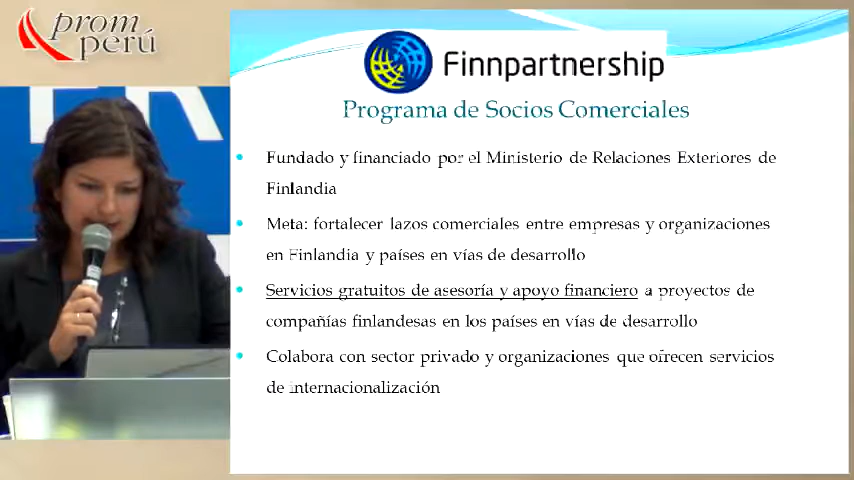 prom
perú
ER
Finnpartnership
Programa de Socios Comerciales
Fundado y financiado por el Ministerio de Relaciones Exteriores de
Finlandia
Meta: fortalecer lazos comerciales entre empresas y organizaciones
en Finlandia y países en vías de desarrollo
Servicios gratuitos de asesoría y apoyo financiero a proyectos de
compañías finlandesas en los países en vías de desarrollo
Colabora con sector privado y organizaciones que ofrecen servicios
de internacionalización